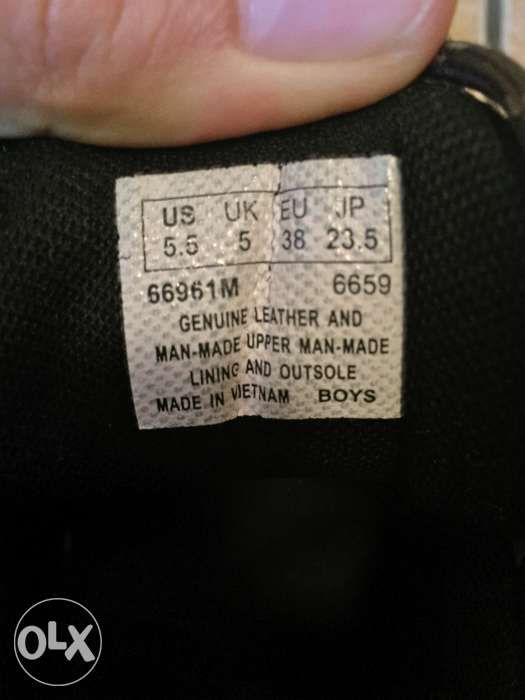 US UK EU JP
5.5 5 38 23.5
66961M 6659
GENUINE LEATHER AND
MAN-MADE UPPER MAN-MADE
LINING AND OUTSOLE
MADE IN VIETNAM BOYS
OLX